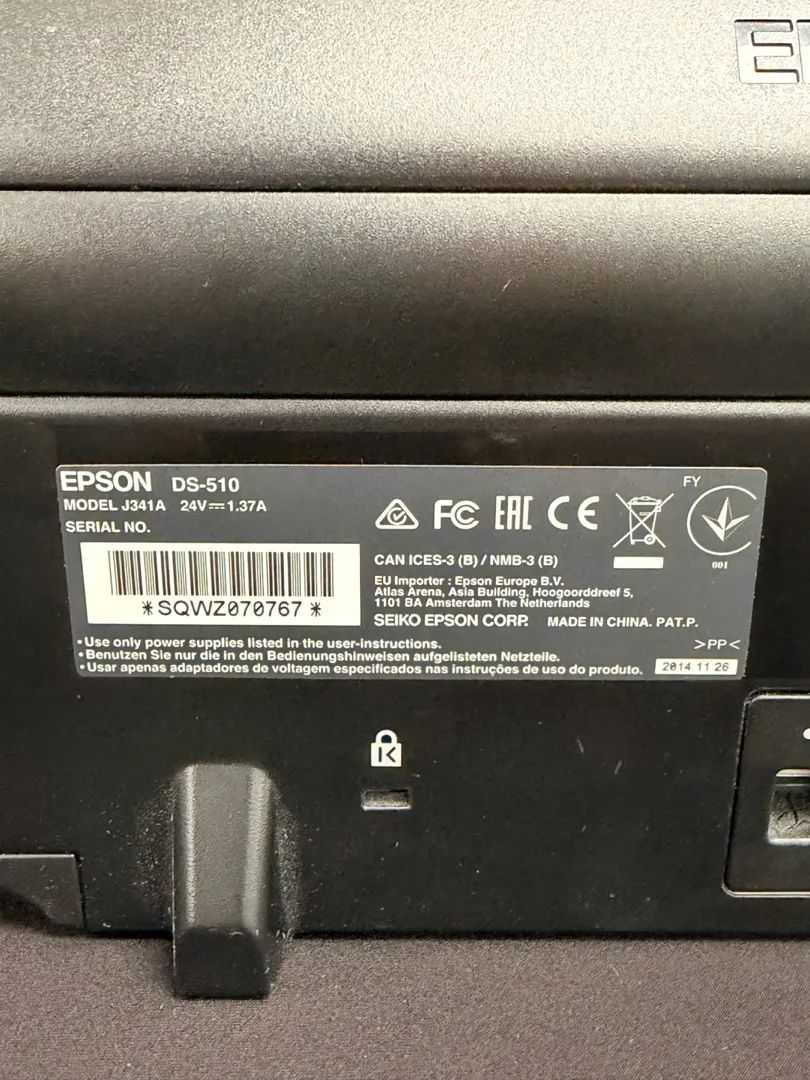 EPSON DS-510
MODEL J341A 24V⎓1.37A
SERIAL NO.
*SQWZ070767*
FC EAC CE
FY
001
CAN ICES-3 (B) / NMB-3 (B)
EU Importer : Epson Europe B.V.
Atlas Arena, Asia Building, Hoogoorddreef 5,
1101 BA Amsterdam The Netherlands
SEIKO EPSON CORP. MADE IN CHINA. PAT.P.
>PP<
•Use only power supplies listed in the user-instructions.
•Benutzen Sie nur die in den Bedienungshinweisen aufgelisteten Netzteile.
•Usar apenas adaptadores de voltagem especificados nas instruções de uso do produto.
2014 11 26
K